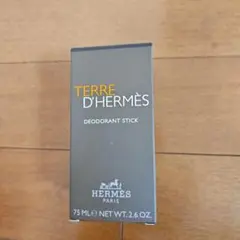 TERRE
D'HERMÈS
DEODORANT STICK
HERMÈS
PARIS
75 ML ℮ NET WT. 2.6 OZ.